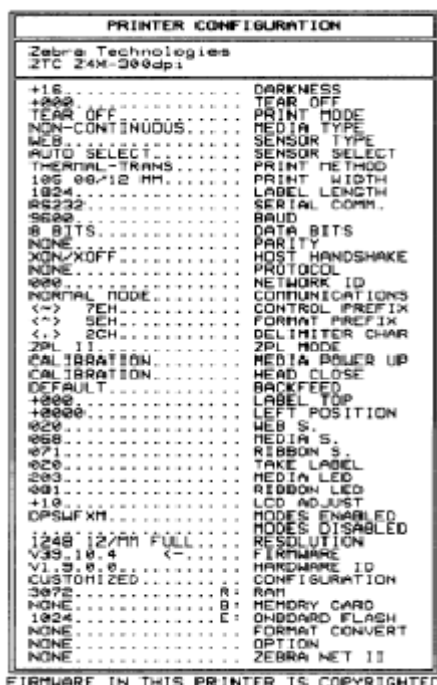 PRINTER CONFIGURATION
Zebra Technologies
ZTC Z4M-300dpi
+16.................. DARKNESS
+000................. TEAR OFF
TEAR OFF............. PRINT MODE
NON-CONTINUOUS....... MEDIA TYPE
WEB.................. SENSOR TYPE
AUTO SELECT.......... SENSOR SELECT
THERMAL-TRANS........ PRINT METHOD
105 08/12 MM......... PRINT WIDTH
1824................. LABEL LENGTH
RS232................ SERIAL COMM.
9600................. BAUD
8 BITS............... DATA BITS
NONE................. PARITY
XON/XOFF............. HOST HANDSHAKE
NONE................. PROTOCOL
000.................. NETWORK ID
NORMAL MODE.......... COMMUNICATIONS
<~> 7EH............. CONTROL PREFIX
<^> 5EH............. FORMAT PREFIX
<,> 2CH............. DELIMITER CHAR
ZPL II............... ZPL MODE
CALIBRATION.......... MEDIA POWER UP
CALIBRATION.......... HEAD CLOSE
DEFAULT.............. BACKFEED
+000................. LABEL TOP
+0000................ LEFT POSITION
020.................. WEB S.
068.................. MEDIA S.
071.................. RIBBON S.
020.................. TAKE LABEL
203.................. MEDIA LED
001.................. RIBBON LED
+10.................. LCD ADJUST
DPSWFXM.............. MODES ENABLED
..................... MODES DISABLED
1248 12/MM FULL...... RESOLUTION
V39.10.4 <-......... FIRMWARE
V1.9.0.0............. HARDWARE ID
CUSTOMIZED........... CONFIGURATION
3072...............R: RAM
NONE...............B: MEMORY CARD
1024...............E: ONBOARD FLASH
NONE................. FORMAT CONVERT
NONE................. OPTION
NONE................. ZEBRA NET II
FIRMWARE IN THIS PRINTER IS COPYRIGHTED